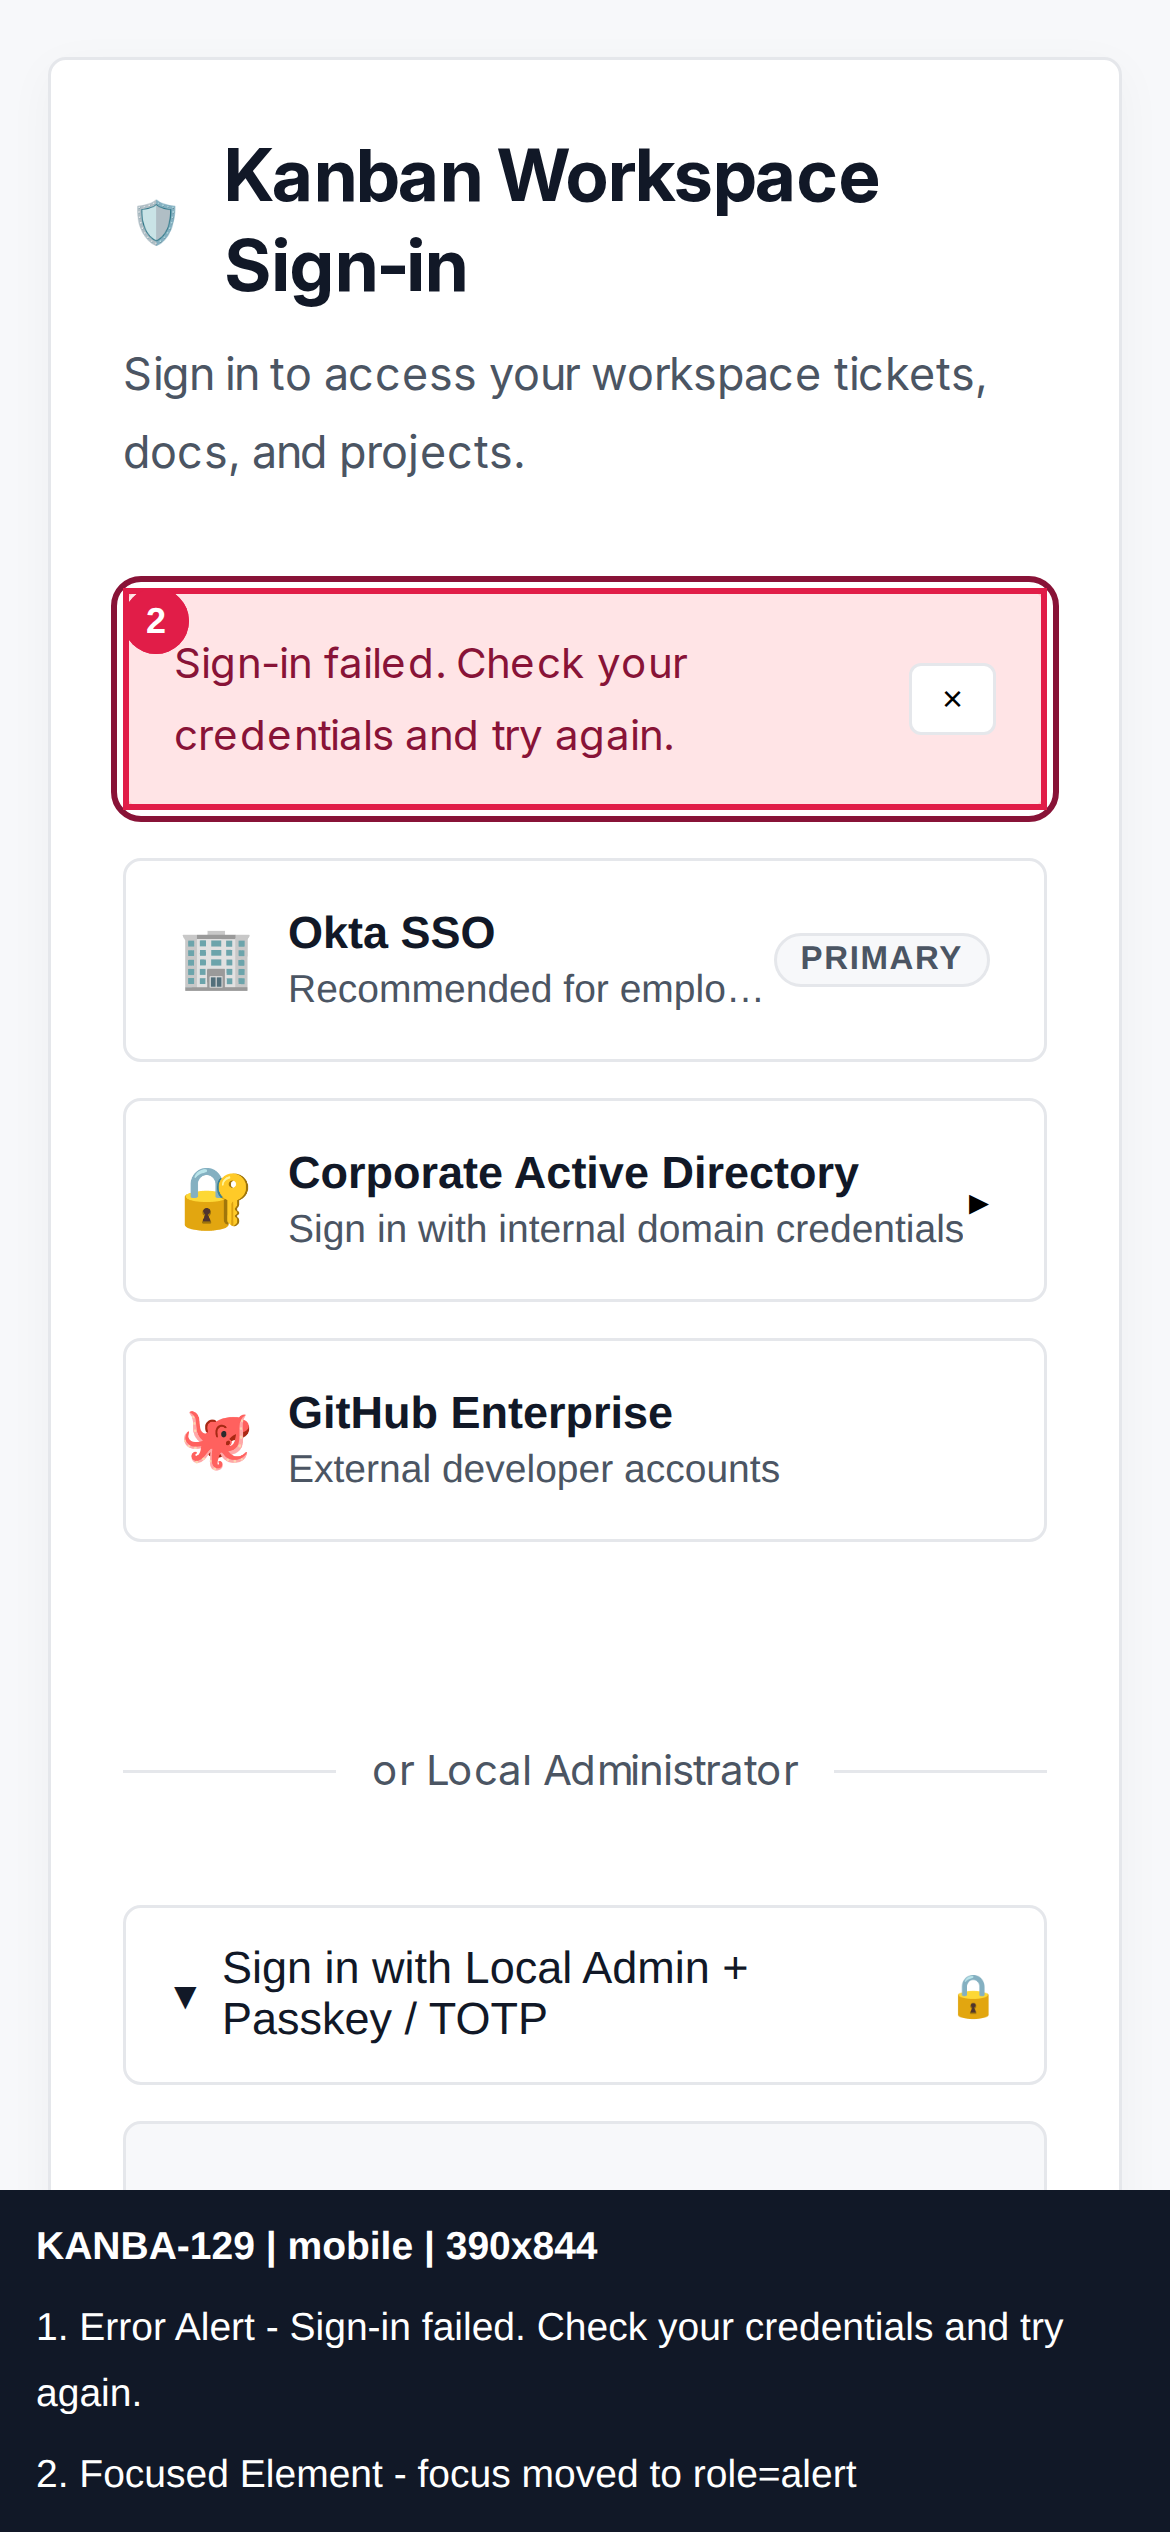 Kanban Workspace
Sign-in
Sign in to access your workspace tickets,
docs, and projects.
2
Sign-in failed. Check your
credentials and try again.
×
Okta SSO
Recommended for emplo…
PRIMARY
Corporate Active Directory
Sign in with internal domain credentials
GitHub Enterprise
External developer accounts
or Local Administrator
Sign in with Local Admin +
Passkey / TOTP
KANBA-129 | mobile | 390x844
1. Error Alert - Sign-in failed. Check your credentials and try
again.
2. Focused Element - focus moved to role=alert